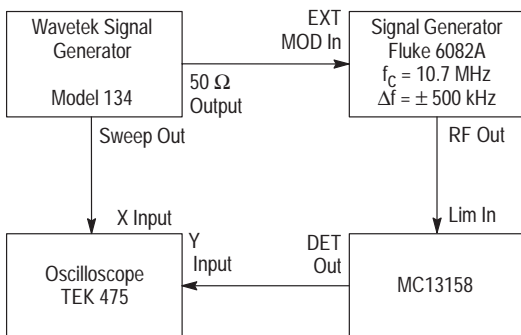 Wavetek Signal
Generator
Model 134
EXT
MOD In
50 Ω
Output
Signal Generator
Fluke 6082A
fC = 10.7 MHz
Δf = ± 500 kHz
Sweep Out
RF Out
X Input
Lim In
Y
Input
DET
Out
Oscilloscope
TEK 475
MC13158